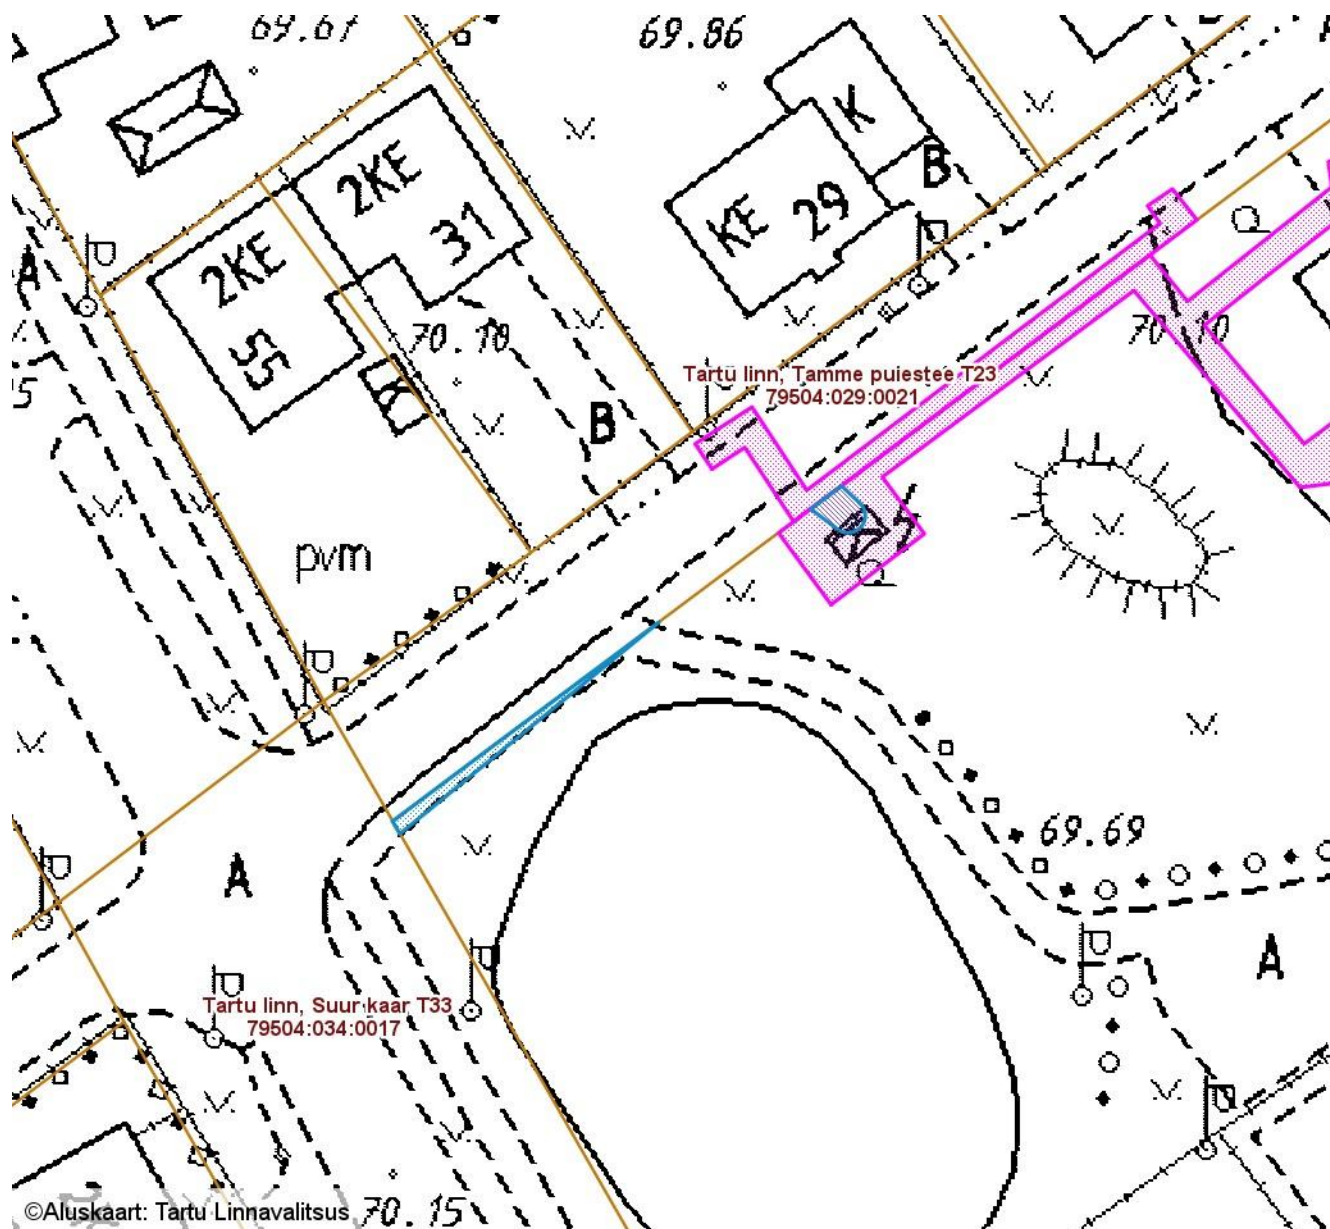 69.67
69.86
K
2KE
B
2KE
KE
29
31
A
55
70.10
70 10
K
Tartu linn, Tamme puiestee T23
79504:029:0021
B
pvm
69.69
A
A
Tartu linn, Suur kaar T33
79504:034:0017
©Aluskaart: Tartu Linnavalitsus
70.15